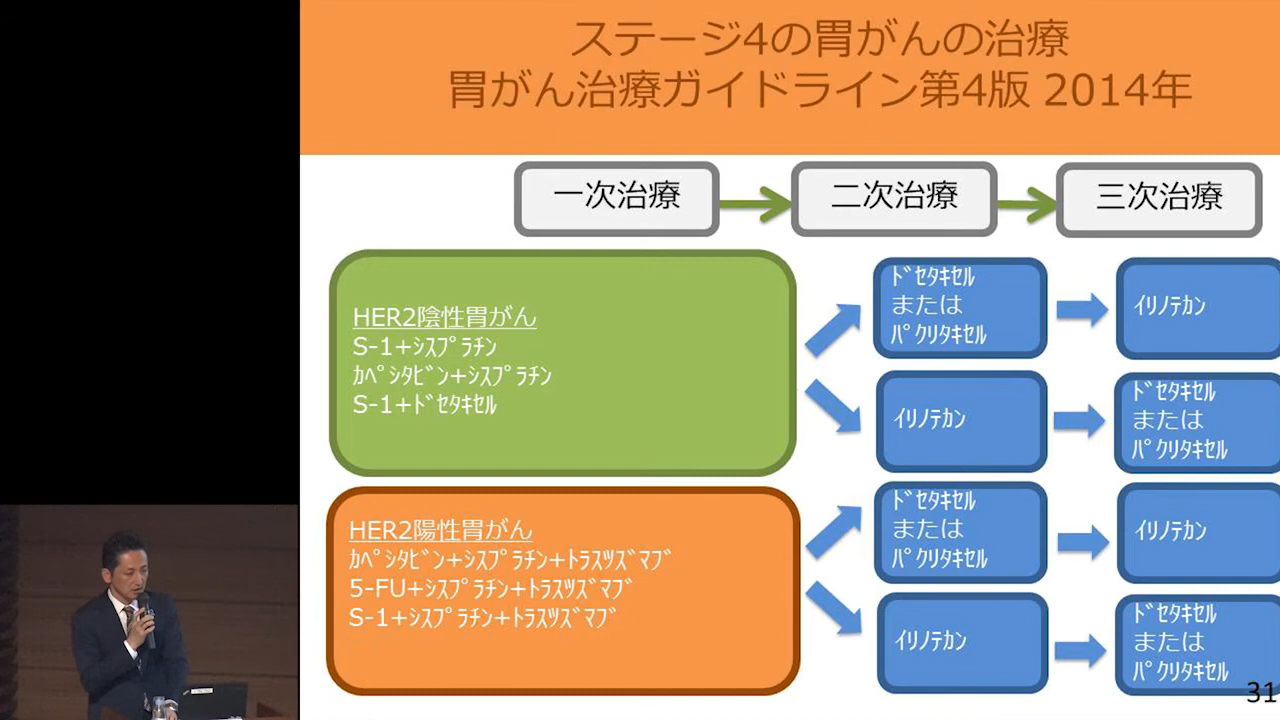 ステージ4の胃がんの治療
胃がん治療ガイドライン第4版 2014年
一次治療
二次治療
三次治療
HER2陰性胃がん
S-1+ｼｽﾌﾟﾗﾁﾝ
ｶﾍﾟｼﾀﾋﾞﾝ+ｼｽﾌﾟﾗﾁﾝ
S-1+ﾄﾞｾﾀｷｾﾙ
ﾄﾞｾﾀｷｾﾙ
または
ﾊﾟｸﾘﾀｷｾﾙ
ｲﾘﾉﾃｶﾝ
ｲﾘﾉﾃｶﾝ
ﾄﾞｾﾀｷｾﾙ
または
ﾊﾟｸﾘﾀｷｾﾙ
HER2陽性胃がん
ｶﾍﾟｼﾀﾋﾞﾝ+ｼｽﾌﾟﾗﾁﾝ+ﾄﾗｽﾂｽﾞﾏﾌﾞ
5-FU+ｼｽﾌﾟﾗﾁﾝ+ﾄﾗｽﾂｽﾞﾏﾌﾞ
S-1+ｼｽﾌﾟﾗﾁﾝ+ﾄﾗｽﾂｽﾞﾏﾌﾞ
ﾄﾞｾﾀｷｾﾙ
または
ﾊﾟｸﾘﾀｷｾﾙ
ｲﾘﾉﾃｶﾝ
ｲﾘﾉﾃｶﾝ
ﾄﾞｾﾀｷｾﾙ
または
ﾊﾟｸﾘﾀｷｾﾙ
31